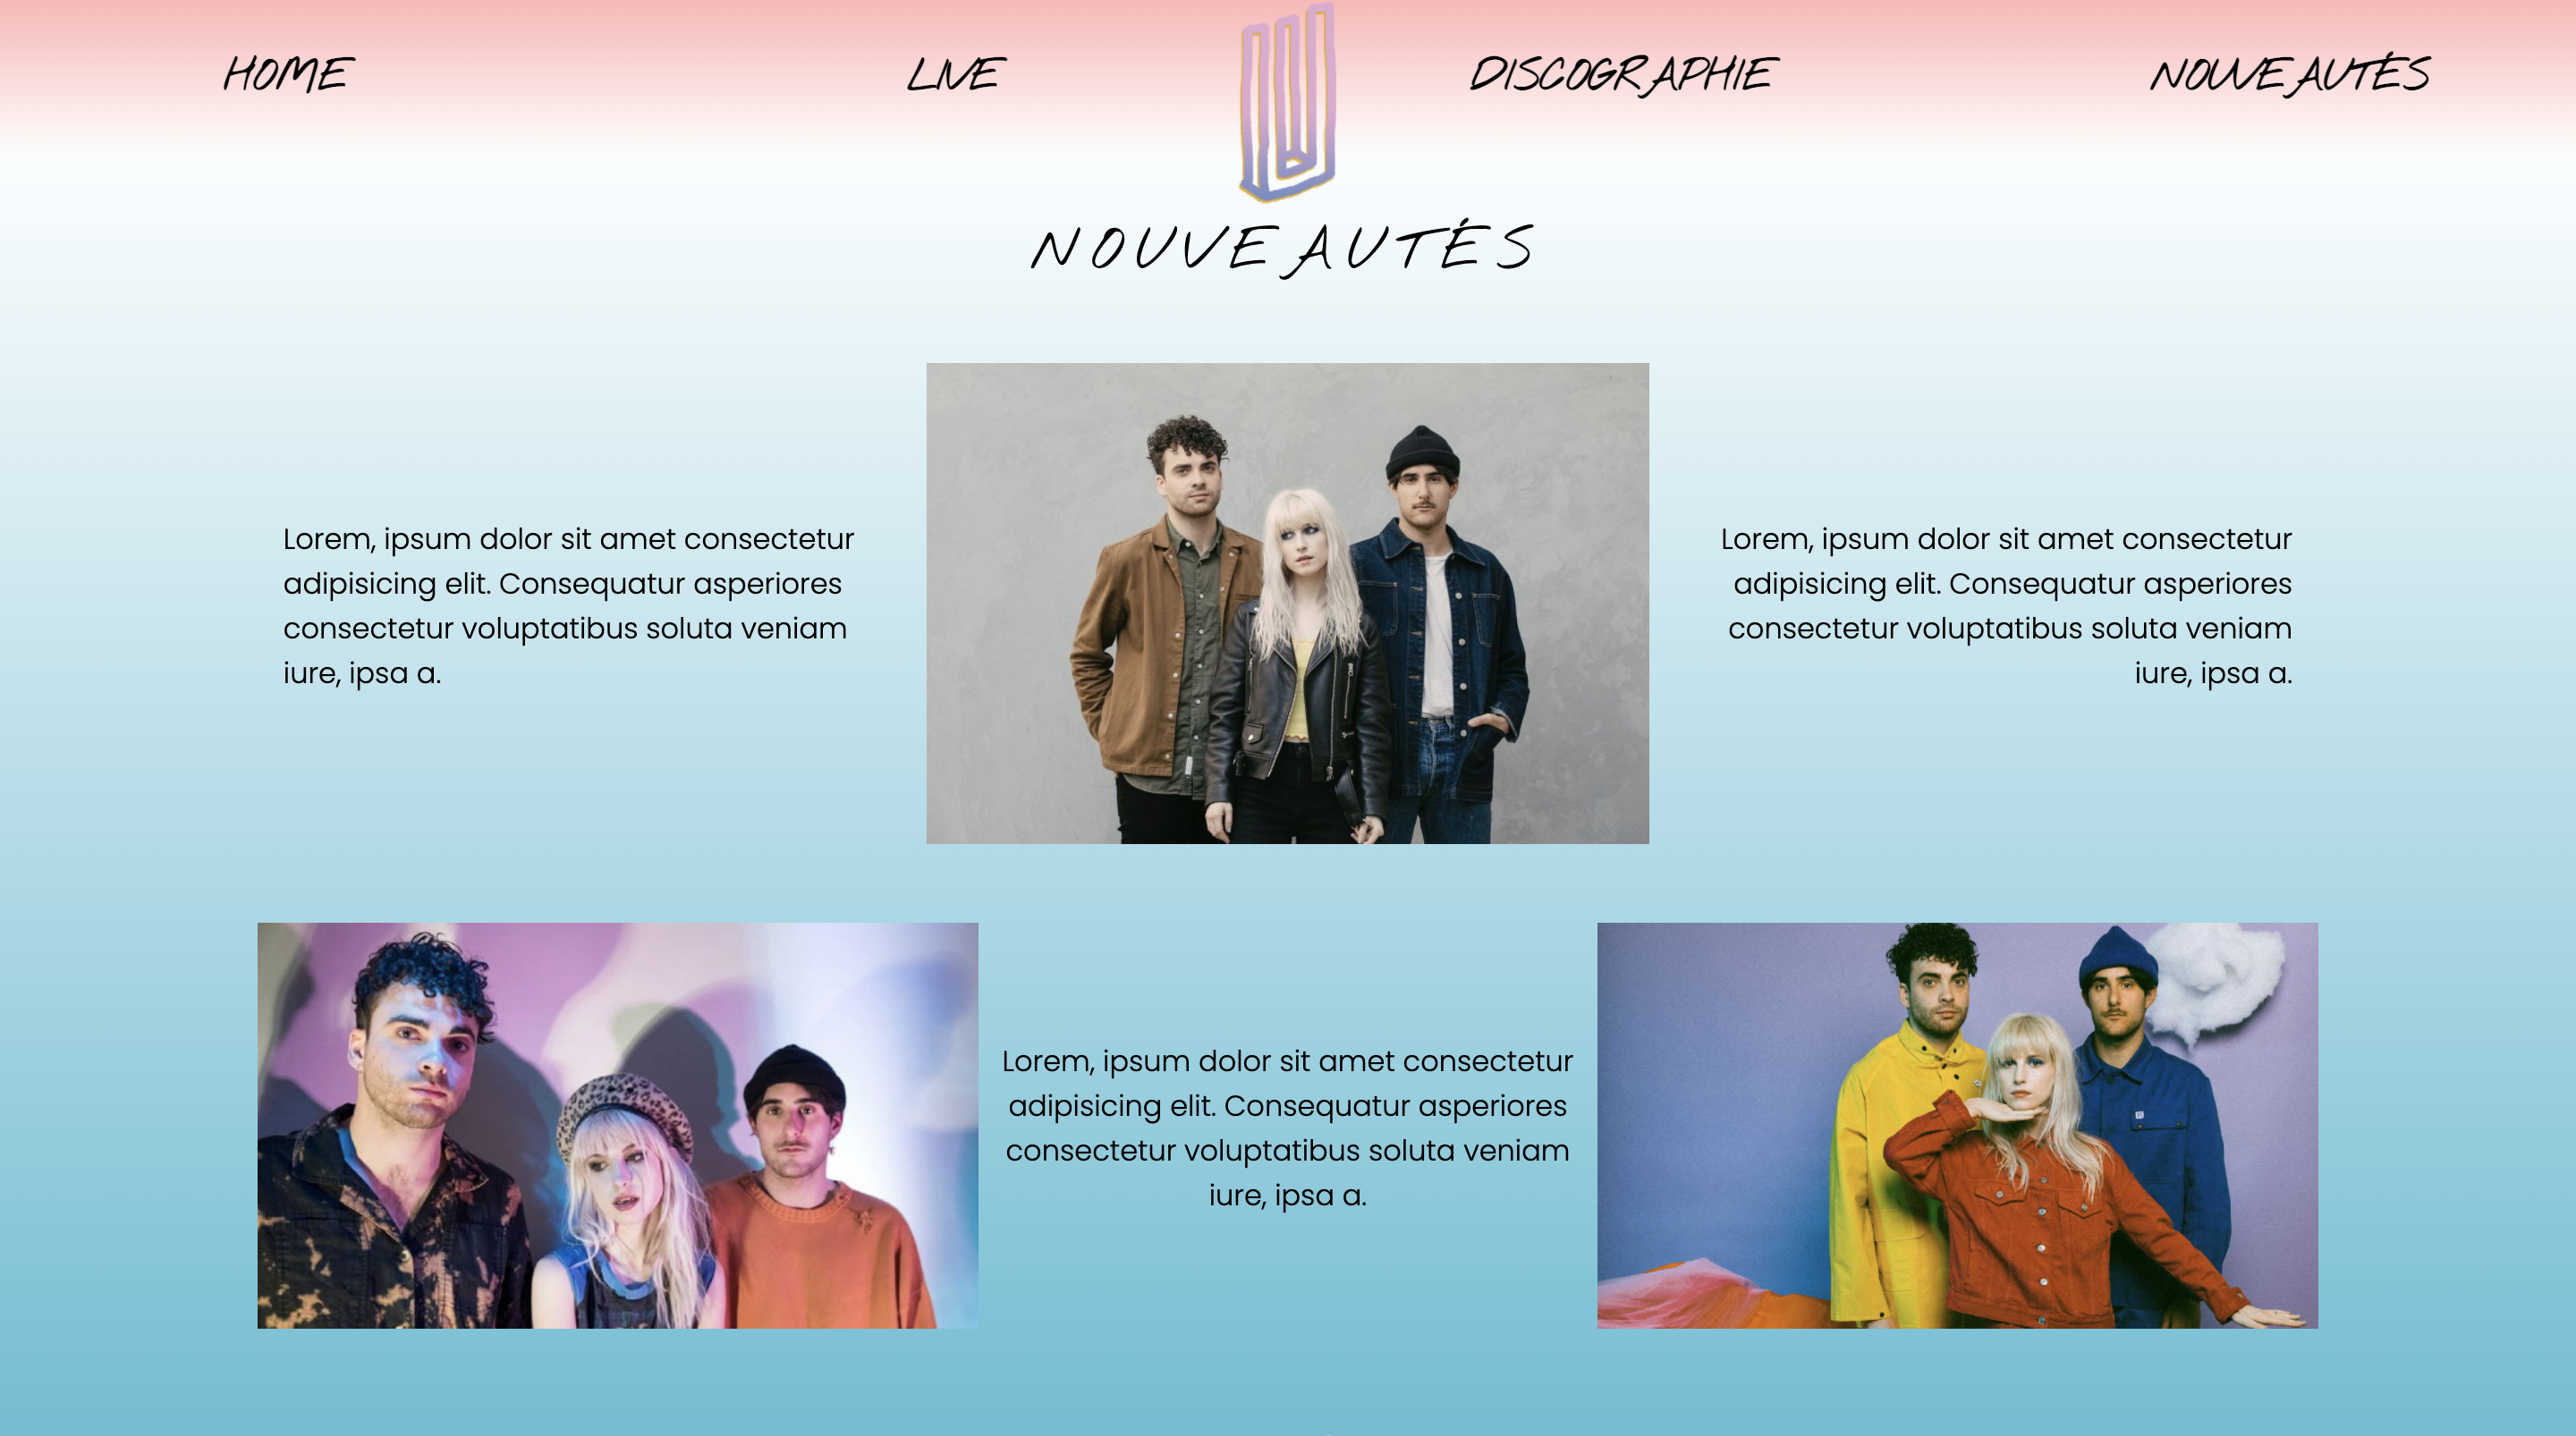 HOME
LIVE
DISCOGRAPHIE
NOUVEAUTÉS
NOUVEAUTÉS
Lorem, ipsum dolor sit amet consectetur
adipisicing elit. Consequatur asperiores
consectetur voluptatibus soluta veniam
iure, ipsa a.
Lorem, ipsum dolor sit amet consectetur
adipisicing elit. Consequatur asperiores
consectetur voluptatibus soluta veniam
iure, ipsa a.
Lorem, ipsum dolor sit amet consectetur
adipisicing elit. Consequatur asperiores
consectetur voluptatibus soluta veniam
iure, ipsa a.